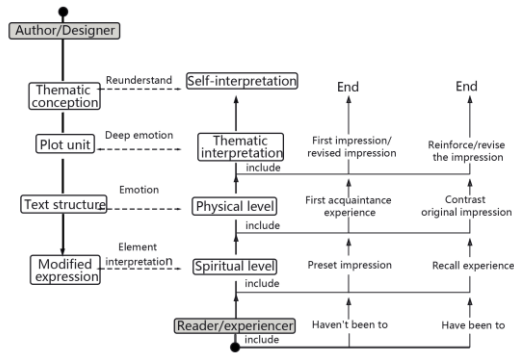 Author/Designer
Reunderstand
Self-interpretation
End
End
Thematic
conception
Deep emotion
Plot unit
Thematic
interpretation
First impression/
revised impression
Reinforce/revise
the impression
include
Emotion
Text structure
Physical level
First acquaintance
experience
Contrast
original impression
include
Element
interpretation
Modified
expression
Spiritual level
Preset impression
Recall experience
include
Reader/experiencer
Haven't been to
Have been to
include